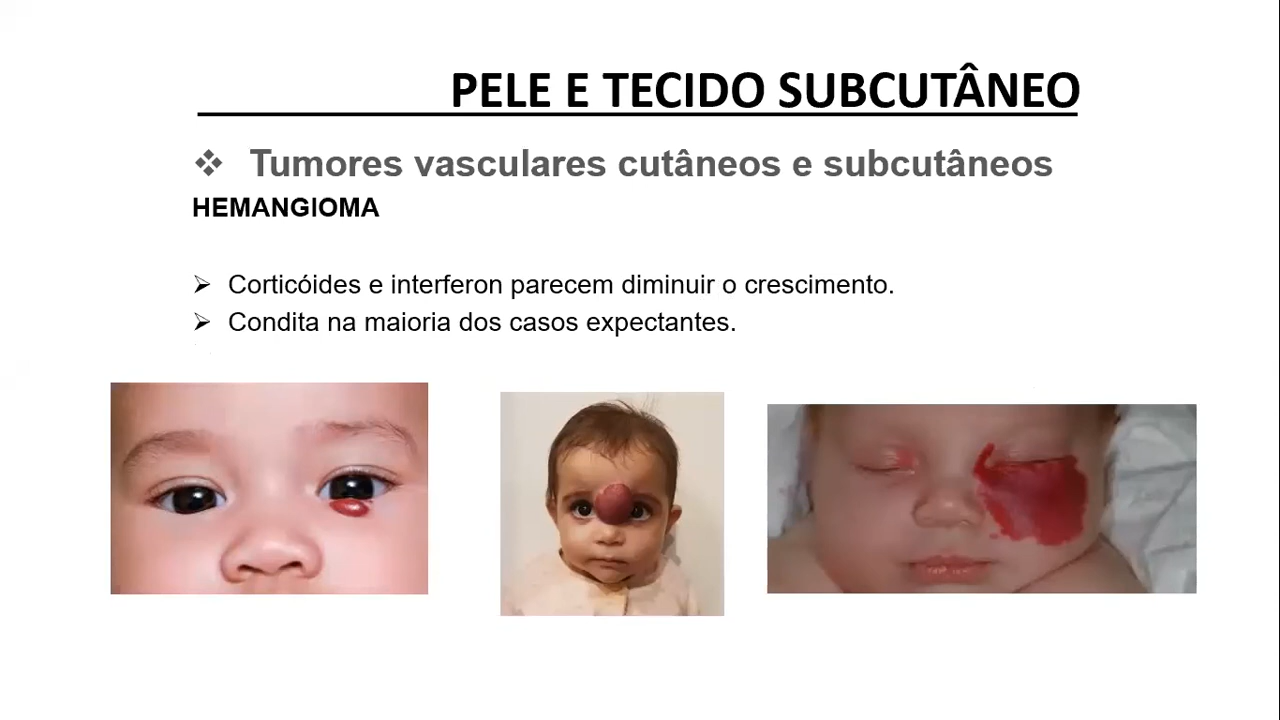 PELE E TECIDO SUBCUTÂNEO
Tumores vasculares cutâneos e subcutâneos
HEMANGIOMA
Corticóides e interferon parecem diminuir o crescimento.
Condita na maioria dos casos expectantes.